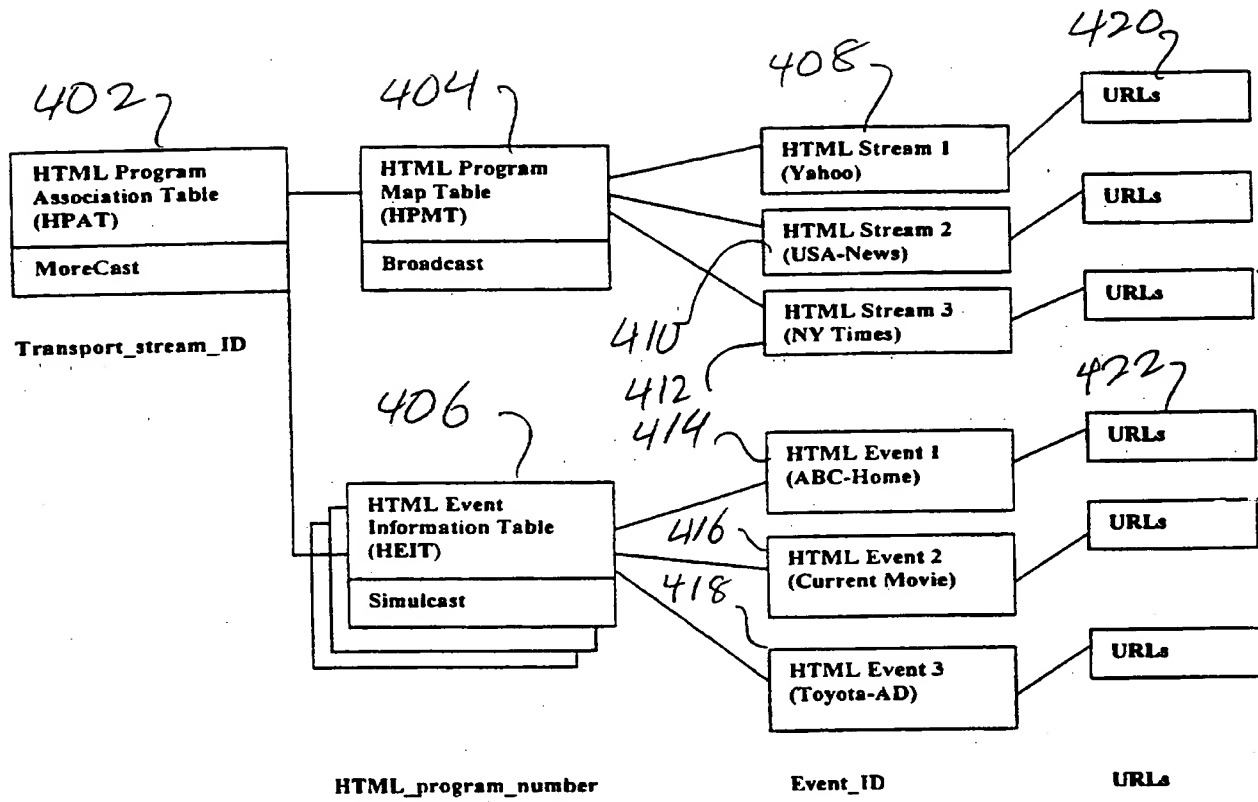 420
408
URLs
402
404
HTML Stream 1
(Yahoo)
HTML Program
Association Table
(HPAT)
HTML Program
Map Table
(HPMT)
URLs
HTML Stream 2
(USA-News)
MoreCast
Broadcast
URLs
HTML Stream 3
(NY Times)
410
Transport_stream_ID
412
422
406
414
URLs
HTML Event 1
(ABC-Home)
HTML Event
Information Table
(HEIT)
416
URLs
HTML Event 2
(Current Movie)
Simulcast
418
URLs
HTML Event 3
(Toyota-AD)
HTML_program_number
Event_ID
URLs